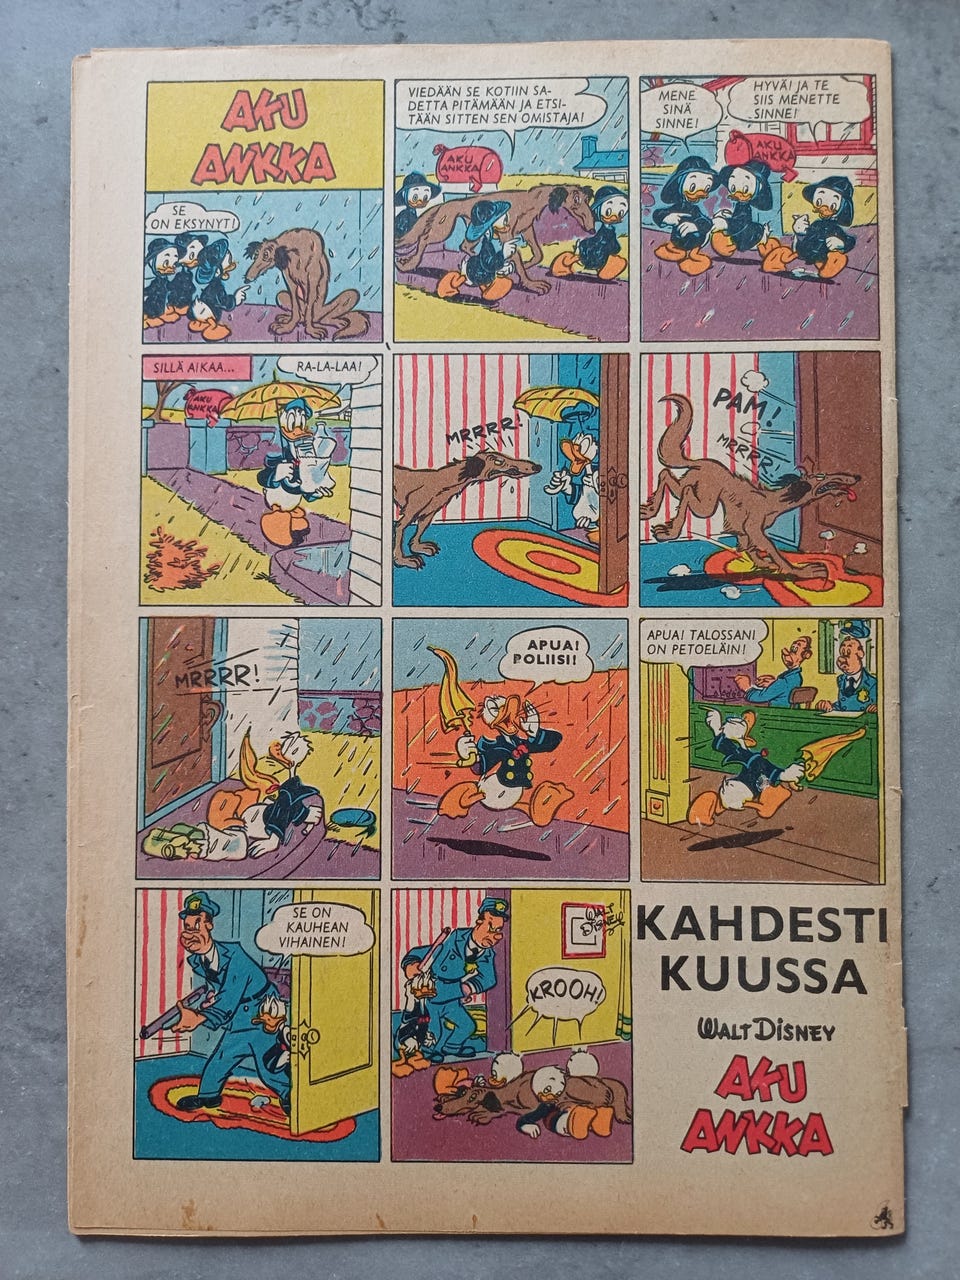 AKU
ANKKA
SE
ON EKSYNYT!
VIEDÄÄN SE KOTIIN SA-
DETTA PITÄMÄÄN JA ETSI-
TÄÄN SITTEN SEN OMISTAJA!
AKU
ANKKA
MENE
SINÄ
SINNE!
HYVÄ! JA TE
SIIS MENETTE
SINNE!
AKU
ANKKA
SILLÄ AIKAA...
RA-LA-LAA!
AKU
ANKKA
MRRRR!
PAM!
MRRRR!
MRRRR!
APUA!
POLIISI!
APUA! TALOSSANI
ON PETOELÄIN!
SE ON
KAUHEAN
VIHAINEN!
WALT
DISNEY
KROOH!
KAHDESTI
KUUSSA
WALT DISNEY
AKU
ANKKA